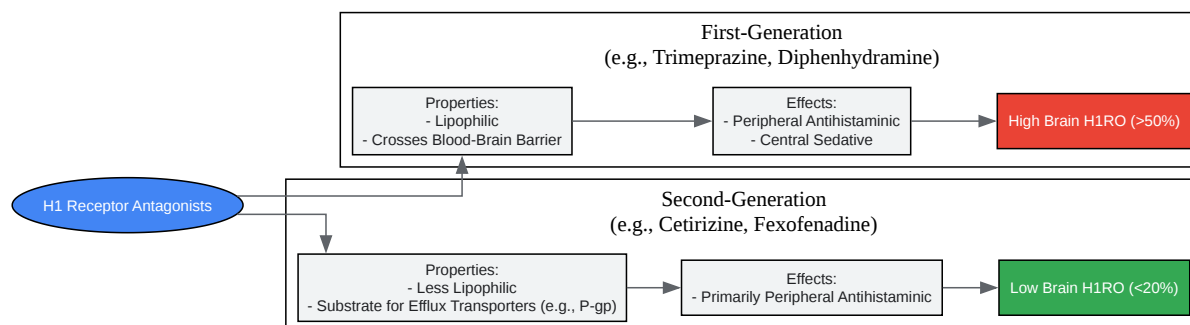 First-Generation
(e.g., Trimeprazine, Diphenhydramine)
Properties:
- Lipophilic
- Crosses Blood-Brain Barrier
Effects:
- Peripheral Antihistaminic
- Central Sedative
High Brain H1RO (>50%)
H1 Receptor Antagonists
Second-Generation
(e.g., Cetirizine, Fexofenadine)
Properties:
- Less Lipophilic
- Substrate for Efflux Transporters (e.g., P-gp)
Effects:
- Primarily Peripheral Antihistaminic
Low Brain H1RO (<20%)